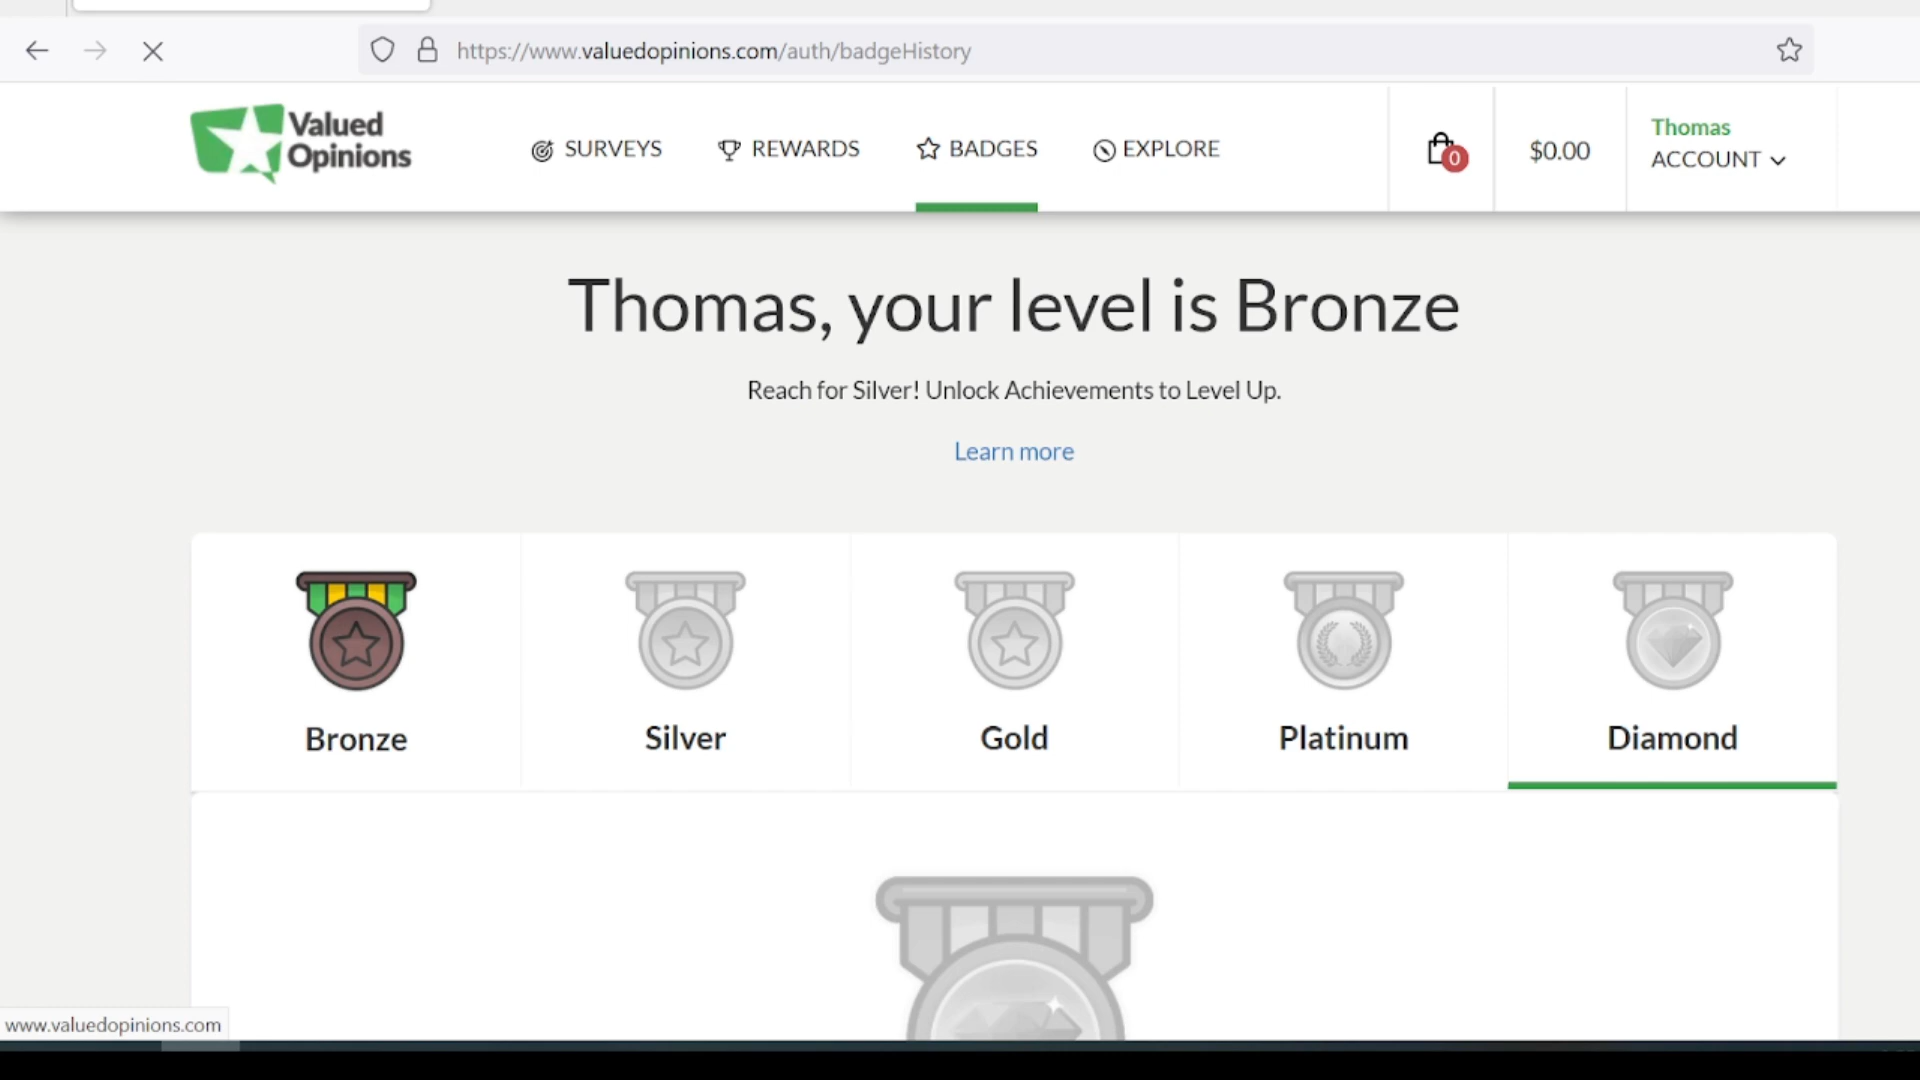 https://www.valuedopinions.com/auth/badgeHistory
Valued
Opinions
SURVEYS
REWARDS
BADGES
EXPLORE
0
$0.00
Thomas
ACCOUNT
Thomas, your level is Bronze
Reach for Silver! Unlock Achievements to Level Up.
Learn more
Bronze
Silver
Gold
Platinum
Diamond
www.valuedopinions.com